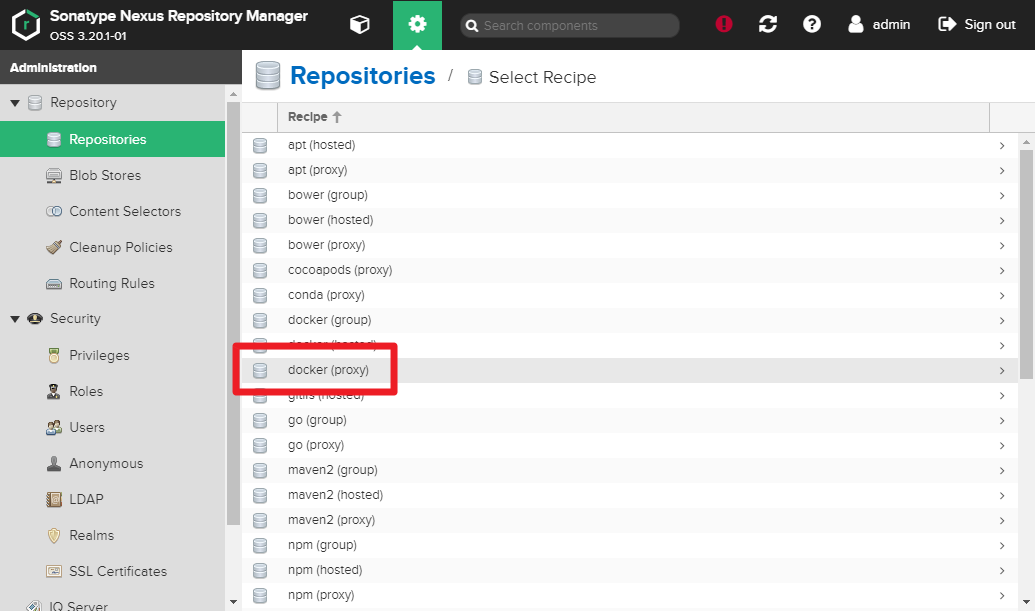 Sonatype Nexus Repository Manager
OSS 3.20.1-01
Search components
admin
Sign out
Administration
Repository
Repositories
Blob Stores
Content Selectors
Cleanup Policies
Routing Rules
Security
Privileges
Roles
Users
Anonymous
LDAP
Realms
SSL Certificates
IQ Server
Repositories / Select Recipe
Recipe
apt (hosted)
apt (proxy)
bower (group)
bower (hosted)
bower (proxy)
cocoapods (proxy)
conda (proxy)
docker (group)
docker (hosted)
docker (proxy)
gitlfs (hosted)
go (group)
go (proxy)
maven2 (group)
maven2 (hosted)
maven2 (proxy)
npm (group)
npm (hosted)
npm (proxy)